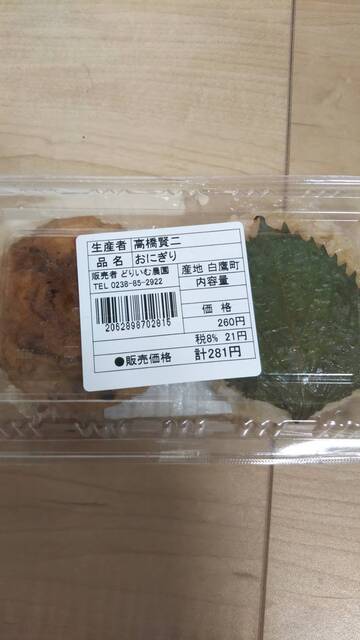 生産者 高橋賢二
品名 おにぎり
販売者 どりいむ農園
TEL 0238-85-2922
産地 白鷹町
内容量
2062898702815
価格
260円
税8% 21円
●販売価格 計281円